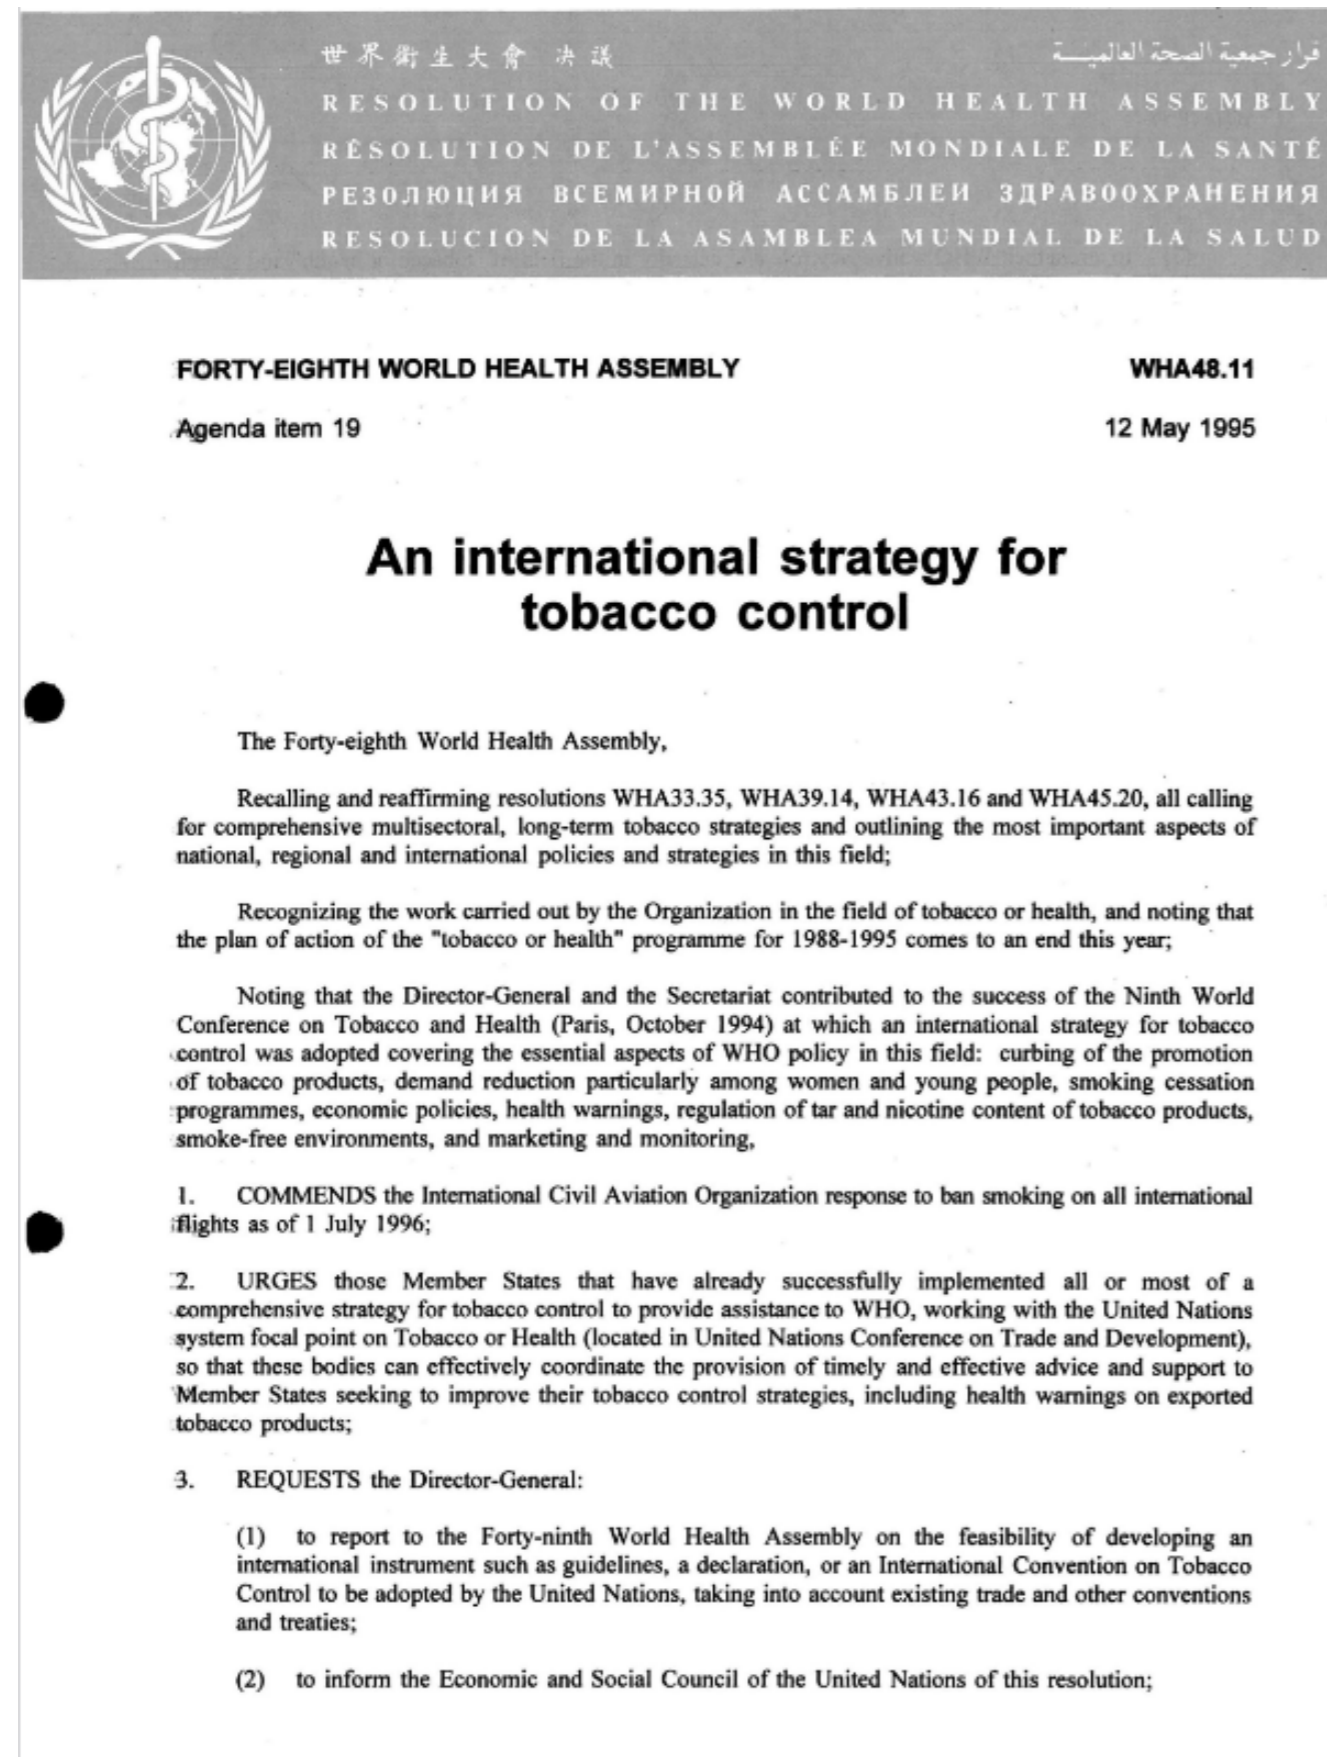 世界衛生大會 决議
قرار جمعية الصحة العالميـــة
RESOLUTION OF THE WORLD HEALTH ASSEMBLY
RÉSOLUTION DE L'ASSEMBLÉE MONDIALE DE LA SANTÉ
РЕЗОЛЮЦИЯ ВСЕМИРНОЙ АССАМБЛЕИ ЗДРАВООХРАНЕНИЯ
RESOLUCION DE LA ASAMBLEA MUNDIAL DE LA SALUD
FORTY-EIGHTH WORLD HEALTH ASSEMBLY WHA48.11
Agenda item 19 12 May 1995
An international strategy for
tobacco control
The Forty-eighth World Health Assembly,
Recalling and reaffirming resolutions WHA33.35, WHA39.14, WHA43.16 and WHA45.20, all calling
for comprehensive multisectoral, long-term tobacco strategies and outlining the most important aspects of
national, regional and international policies and strategies in this field;
Recognizing the work carried out by the Organization in the field of tobacco or health, and noting that
the plan of action of the "tobacco or health" programme for 1988-1995 comes to an end this year;
Noting that the Director-General and the Secretariat contributed to the success of the Ninth World
Conference on Tobacco and Health (Paris, October 1994) at which an international strategy for tobacco
control was adopted covering the essential aspects of WHO policy in this field: curbing of the promotion
of tobacco products, demand reduction particularly among women and young people, smoking cessation
programmes, economic policies, health warnings, regulation of tar and nicotine content of tobacco products,
smoke-free environments, and marketing and monitoring,
1. COMMENDS the International Civil Aviation Organization response to ban smoking on all international
flights as of 1 July 1996;
2. URGES those Member States that have already successfully implemented all or most of a
comprehensive strategy for tobacco control to provide assistance to WHO, working with the United Nations
system focal point on Tobacco or Health (located in United Nations Conference on Trade and Development),
so that these bodies can effectively coordinate the provision of timely and effective advice and support to
Member States seeking to improve their tobacco control strategies, including health warnings on exported
tobacco products;
3. REQUESTS the Director-General:
(1) to report to the Forty-ninth World Health Assembly on the feasibility of developing an
international instrument such as guidelines, a declaration, or an International Convention on Tobacco
Control to be adopted by the United Nations, taking into account existing trade and other conventions
and treaties;
(2) to inform the Economic and Social Council of the United Nations of this resolution;